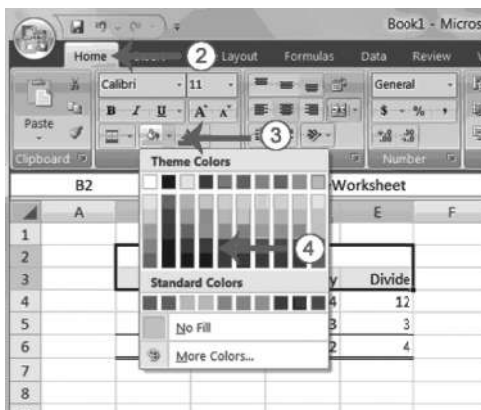 Book1 - Micros
Home 2 Layout Formulas Data Review
Calibri 11 General
B I U A A $ % ,
Paste 3
Clipboard Number
Theme Colors
B2 Worksheet
A E F
1
2 4
3 y Divide
Standard Colors
4 4 12
5 3 3
No Fill
6 2 4
More Colors...
7
8